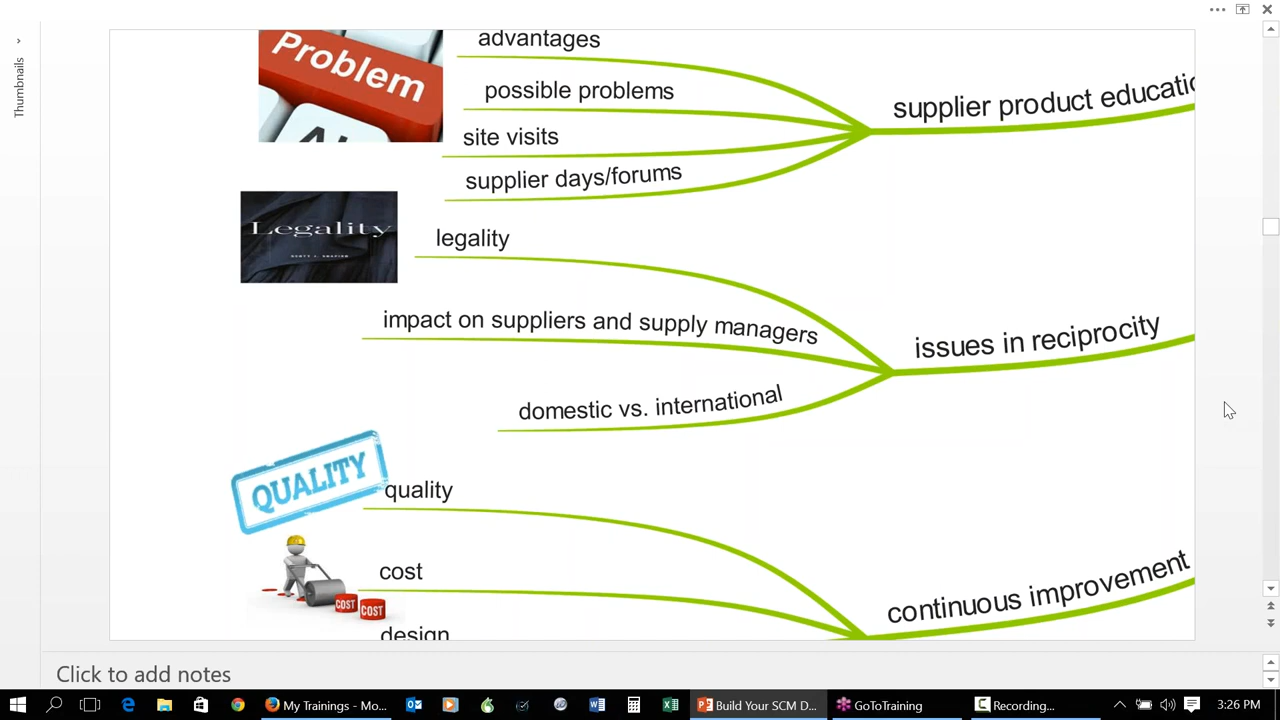 Thumbnails
Problem
advantages
possible problems
site visits
supplier days/forums
supplier product educatio
Legality
SCOTT J. SHAPIRO
legality
impact on suppliers and supply managers
domestic vs. international
issues in reciprocity
QUALITY
quality
COST
COST
cost
design
continuous improvement
Click to add notes
My Trainings - Mo...
Build Your SCM D...
GoToTraining
Recording...
3:26 PM